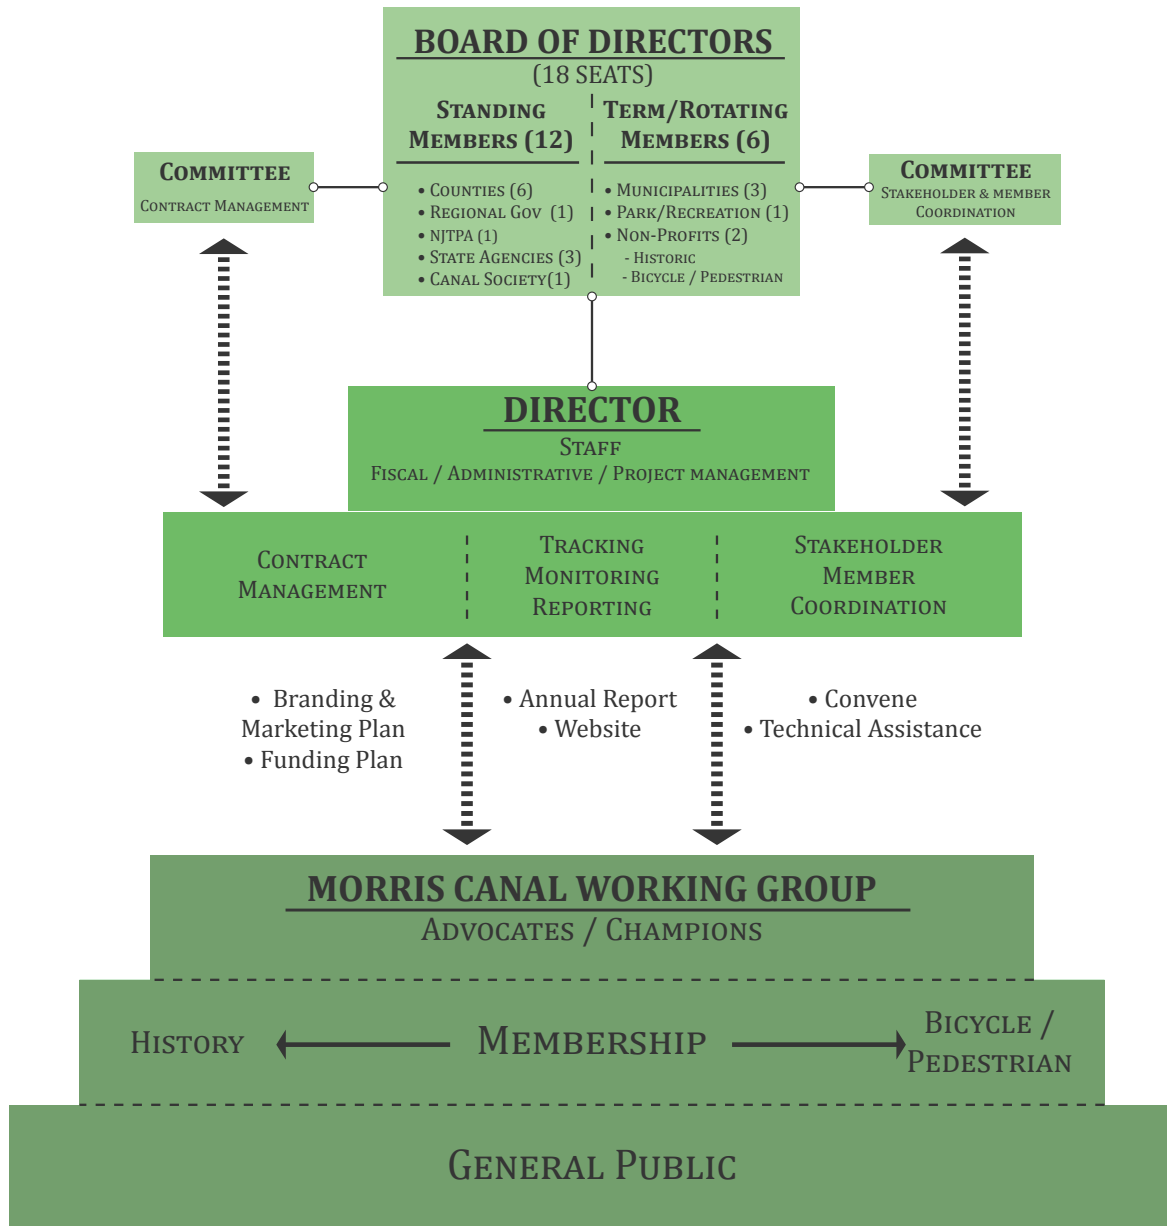 BOARD OF DIRECTORS
(18 SEATS)
STANDING
MEMBERS (12)
• COUNTIES (6)
• REGIONAL GOV (1)
• NJTPA (1)
• STATE AGENCIES (3)
• CANAL SOCIETY(1)
TERM/ROTATING
MEMBERS (6)
• MUNICIPALITIES (3)
• PARK/RECREATION (1)
• NON-PROFITS (2)
- HISTORIC
- BICYCLE / PEDESTRIAN
COMMITTEE
CONTRACT MANAGEMENT
COMMITTEE
STAKEHOLDER & MEMBER
COORDINATION
DIRECTOR
STAFF
FISCAL / ADMINISTRATIVE / PROJECT MANAGEMENT
CONTRACT
MANAGEMENT
TRACKING
MONITORING
REPORTING
STAKEHOLDER
MEMBER
COORDINATION
• Branding &
Marketing Plan
• Funding Plan
• Annual Report
• Website
• Convene
• Technical Assistance
MORRIS CANAL WORKING GROUP
ADVOCATES / CHAMPIONS
HISTORY
MEMBERSHIP
BICYCLE /
PEDESTRIAN
GENERAL PUBLIC